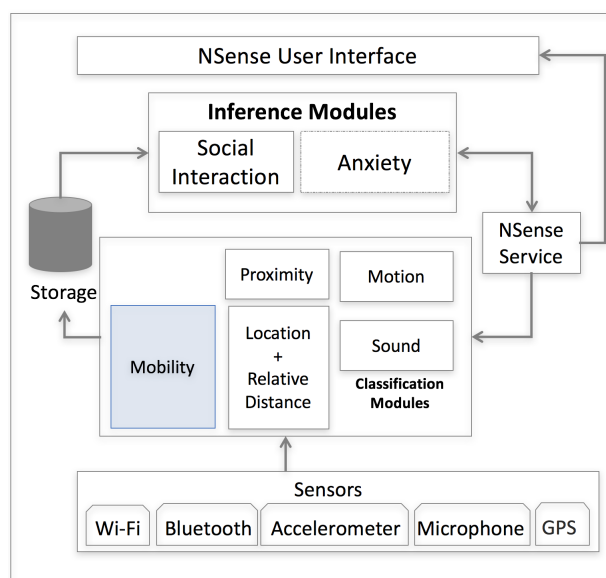 NSense User Interface
Inference Modules
Social
Interaction
Anxiety
NSense
Service
Storage
Proximity
Motion
Mobility
Location
+
Relative
Distance
Sound
Classification
Modules
Sensors
Wi-Fi
Bluetooth
Accelerometer
Microphone
GPS